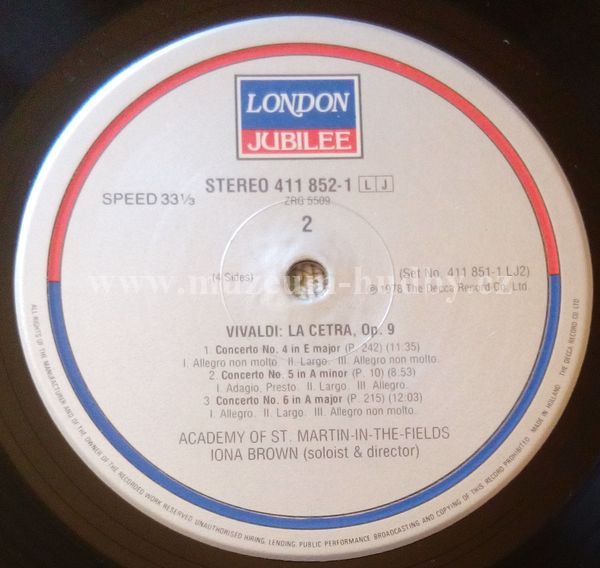 LONDON
JUBILEE
STEREO 411 852-1 L J
SPEED 33 1/3
ZRG 5509
2
(4 Sides)
(Set No. 411 851-1 LJ2)
℗ 1978 The Decca Record Co. Ltd.
VIVALDI: LA CETRA, Op. 9
1. Concerto No. 4 in E major (P. 242) (11.35)
I. Allegro non molto II. Largo. III. Allegro non molto.
2. Concerto No. 5 in A minor (P. 10) (8.53)
I. Adagio, Presto. II. Largo. III. Allegro.
3 Concerto No. 6 in A major (P. 215) (12.03)
I. Allegro. II. Largo. III. Allegro non molto.
ACADEMY OF ST. MARTIN-IN-THE-FIELDS
IONA BROWN (soloist & director)
ALL RIGHTS OF THE MANUFACTURER AND OF THE OWNER OF THE RECORDED WORK RESERVED UNAUTHORISED HIRING, LENDING, PUBLIC PERFORMANCE BROADCASTING AND COPYING OF THIS RECORD PROHIBITED. MADE IN HOLLAND THE DECCA RECORD CO LTD